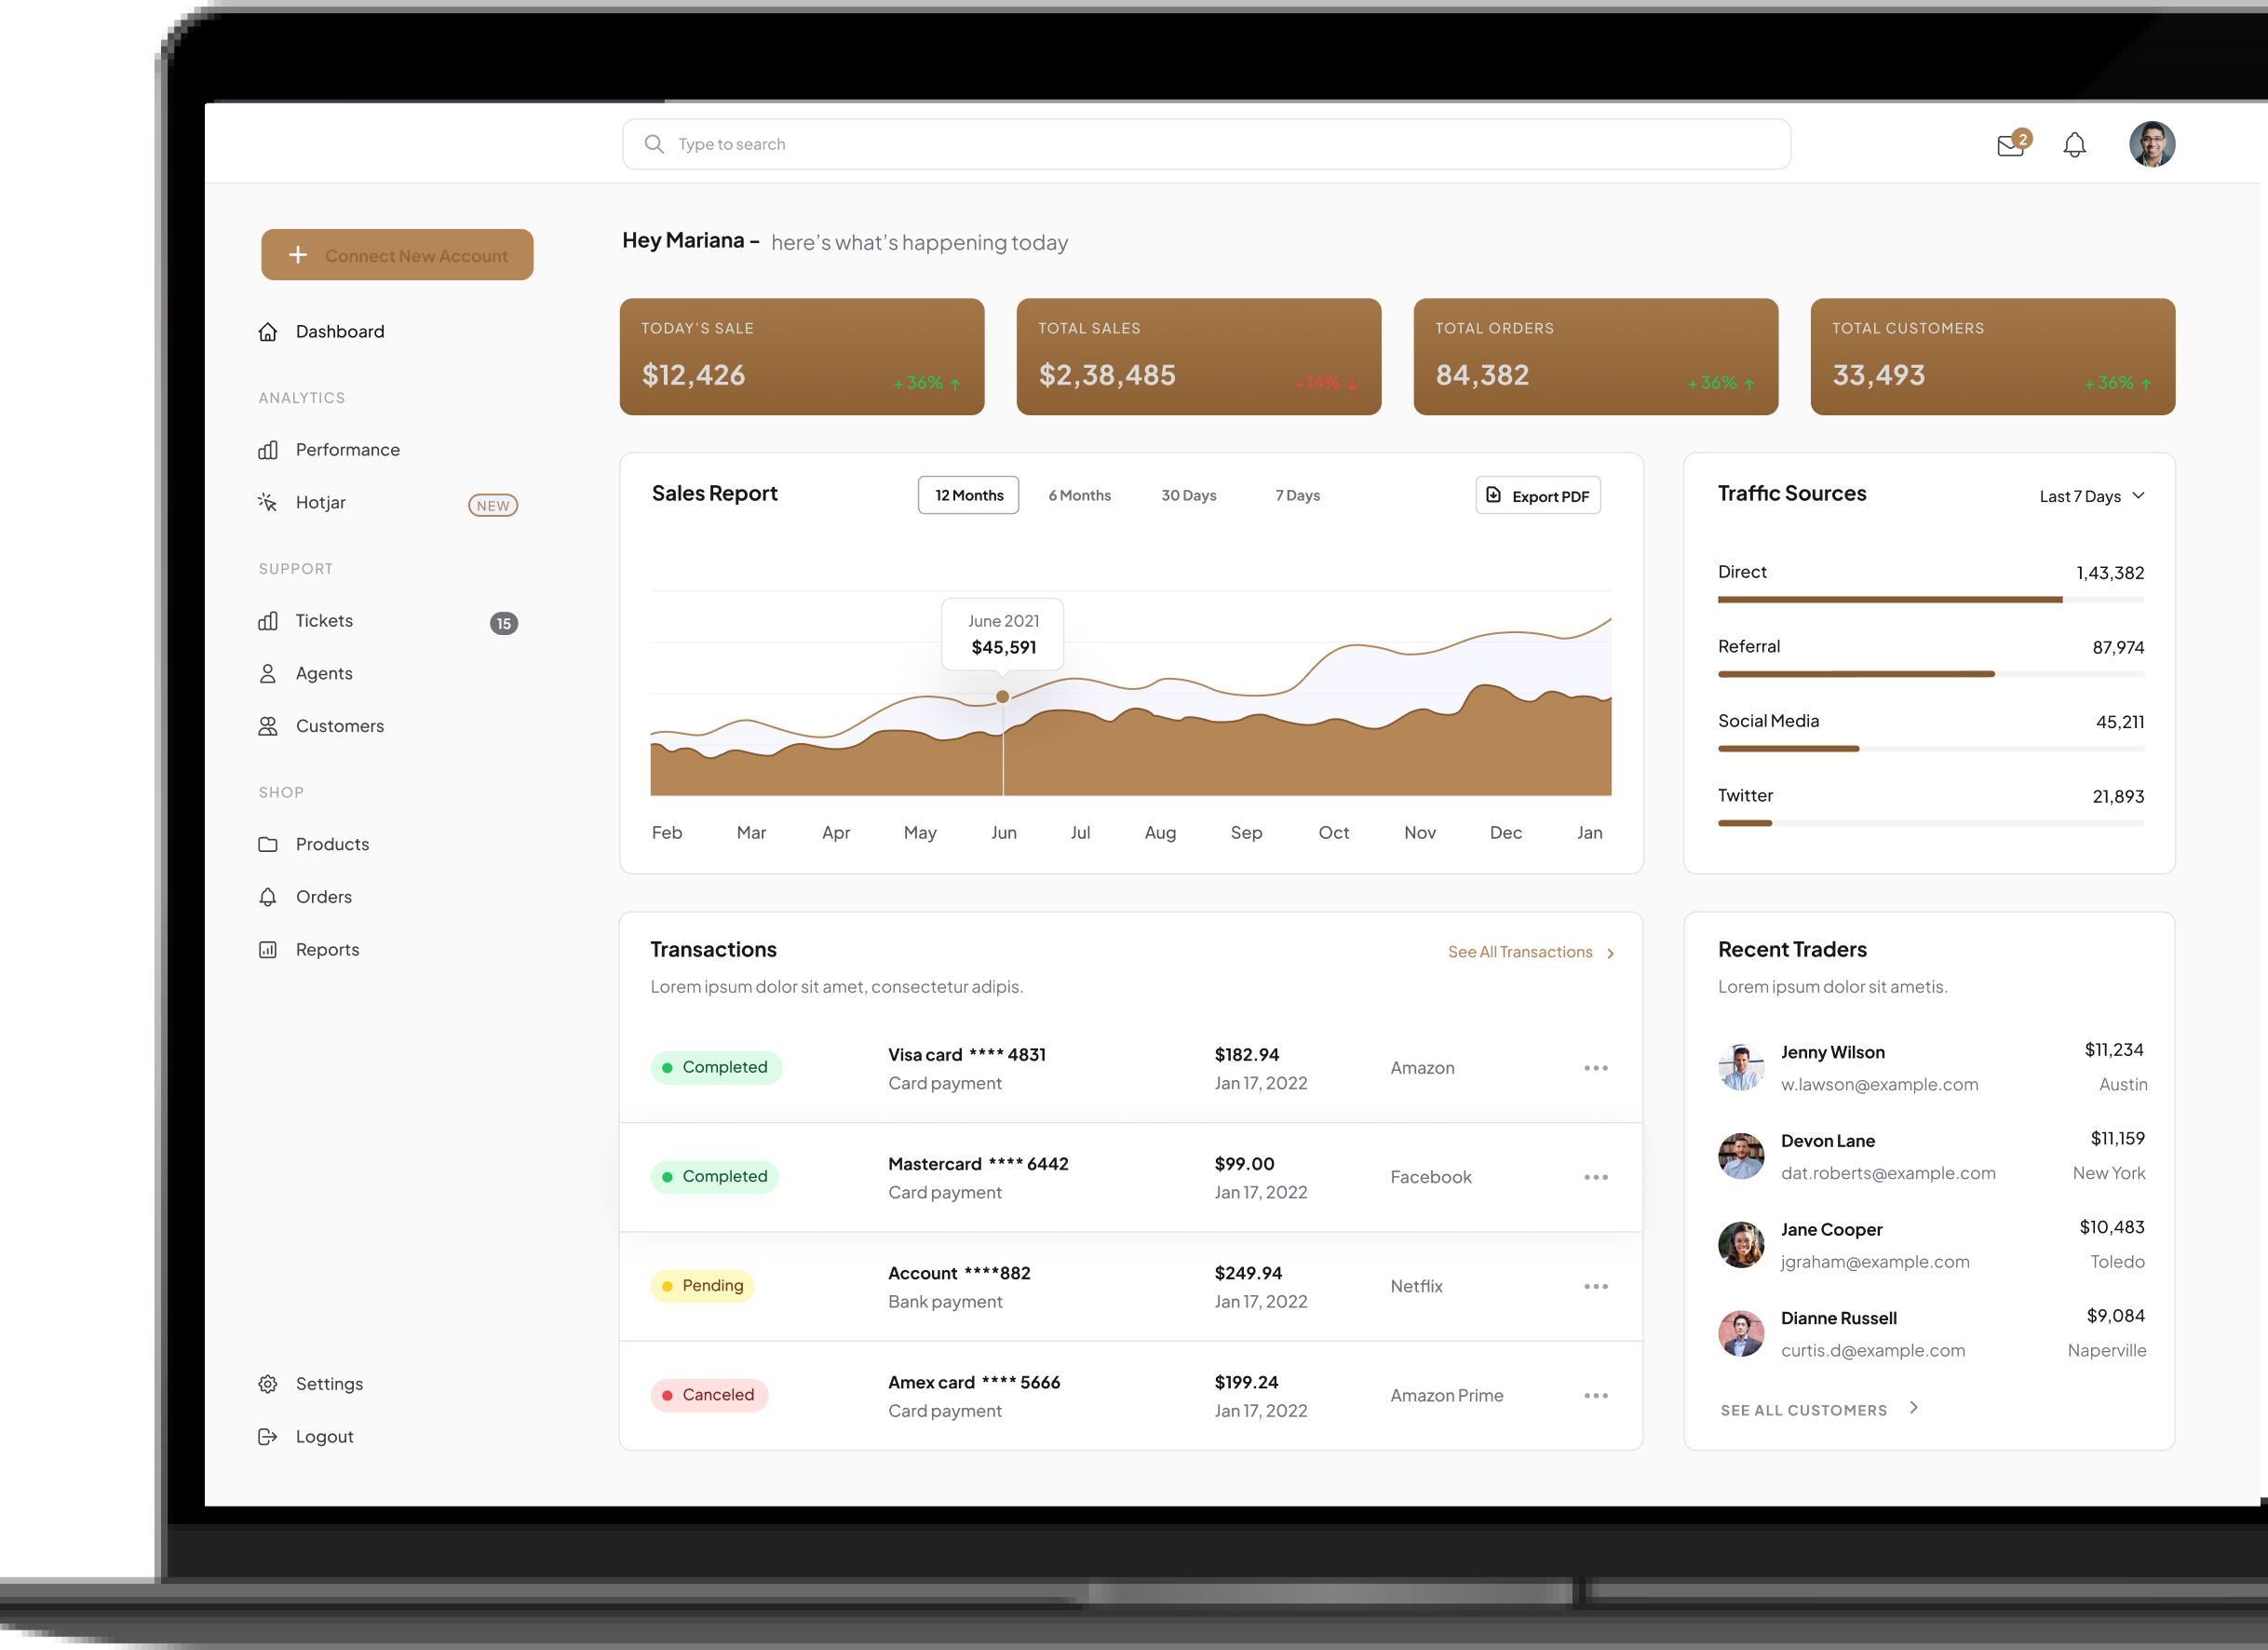 Type to search
2
Connect New Account
Dashboard
ANALYTICS
Performance
Hotjar
NEW
SUPPORT
Tickets
15
Agents
Customers
SHOP
Products
Orders
Reports
Settings
Logout
Hey Mariana - here's what's happening today
TODAY'S SALE
$12,426
+36% ↑
TOTAL SALES
$2,38,485
+14% ↓
TOTAL ORDERS
84,382
+36% ↑
TOTAL CUSTOMERS
33,493
+36% ↑
Sales Report
12 Months
6 Months
30 Days
7 Days
Export PDF
June 2021
$45,591
Feb Mar Apr May Jun Jul Aug Sep Oct Nov Dec Jan
Traffic Sources
Last 7 Days
Direct 1,43,382
Referral 87,974
Social Media 45,211
Twitter 21,893
Transactions
See All Transactions
Lorem ipsum dolor sit amet, consectetur adipis.
Completed
Visa card **** 4831
Card payment
$182.94
Jan 17, 2022
Amazon
Completed
Mastercard **** 6442
Card payment
$99.00
Jan 17, 2022
Facebook
Pending
Account ****882
Bank payment
$249.94
Jan 17, 2022
Netflix
Canceled
Amex card **** 5666
Card payment
$199.24
Jan 17, 2022
Amazon Prime
Recent Traders
Lorem ipsum dolor sit ametis.
Jenny Wilson
w.lawson@example.com
$11,234
Austin
Devon Lane
dat.roberts@example.com
$11,159
New York
Jane Cooper
jgraham@example.com
$10,483
Toledo
Dianne Russell
curtis.d@example.com
$9,084
Naperville
SEE ALL CUSTOMERS